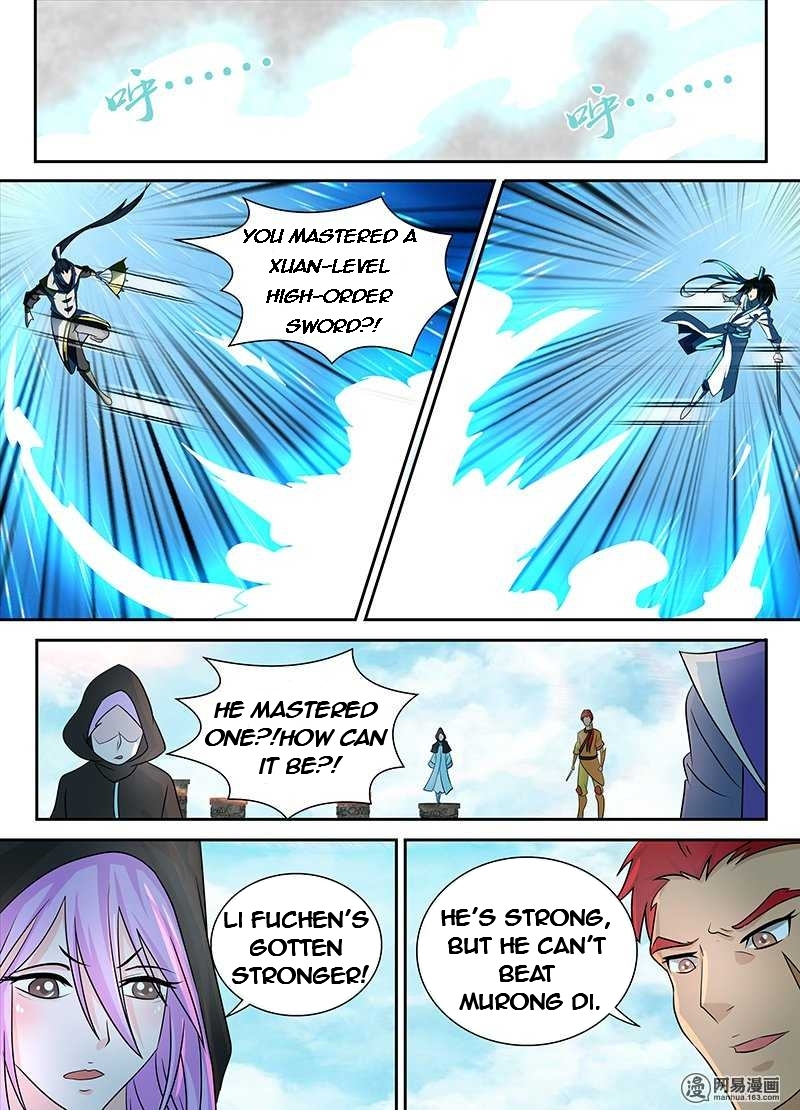 呼······
呼······
YOU MASTERED A
XUAN-LEVEL
HIGH-ORDER
SWORD?!
HE MASTERED
ONE?!HOW CAN
IT BE?!
LI FUCHEN'S
GOTTEN
STRONGER!
HE'S STRONG,
BUT HE CAN'T
BEAT
MURONG DI.
漫 网易漫画
manhua.163.com